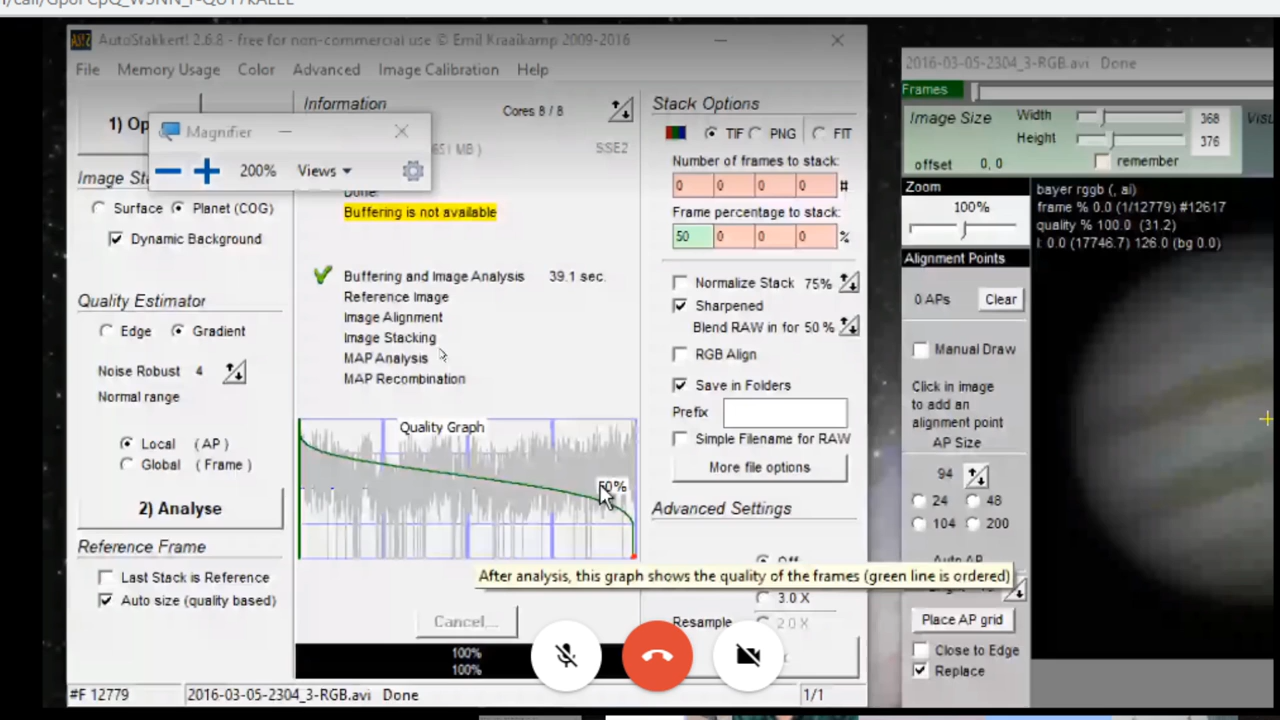 AutoStakkert! 2.6.8 - free for non-commercial use © Emil Kraaikamp 2009-2016
File Memory Usage Color Advanced Image Calibration Help
Information
Cores 8 / 8
SSE2
Magnifier
200% Views
Surface Planet (COG)
Dynamic Background
Quality Estimator
Edge Gradient
Noise Robust 4
Normal range
Local (AP)
Global (Frame)
2) Analyse
Reference Frame
Last Stack is Reference
Auto size (quality based)
Buffering is not available
Buffering and Image Analysis 39.1 sec.
Reference Image
Image Alignment
Image Stacking
MAP Analysis
MAP Recombination
Quality Graph
Cancel...
100%
100%
#F 12779 2016-03-05-2304_3-RGB.avi Done 1/1
Stack Options
TIF PNG FIT
Number of frames to stack:
0 0 0 0 #
Frame percentage to stack:
50 0 0 0 %
Normalize Stack 75%
Sharpened
Blend RAW in for 50 %
RGB Align
Save in Folders
Prefix
Simple Filename for RAW
More file options
Advanced Settings
After analysis, this graph shows the quality of the frames (green line is ordered)
3.0 X
Resample 2.0 X
2016-03-05-2304_3-RGB.avi Done
Frames
Image Size Width 368
Height 376
offset 0, 0 remember
Zoom
100%
bayer rggb (, ai)
frame % 0.0 (1/12779) #12617
quality % 100.0 (31.2)
l: 0.0 (17746.7) 126.0 (bg 0.0)
Alignment Points
0 APs Clear
Manual Draw
Click in image
to add an
alignment point
AP Size
94
24 48
104 200
Place AP grid
Close to Edge
Replace